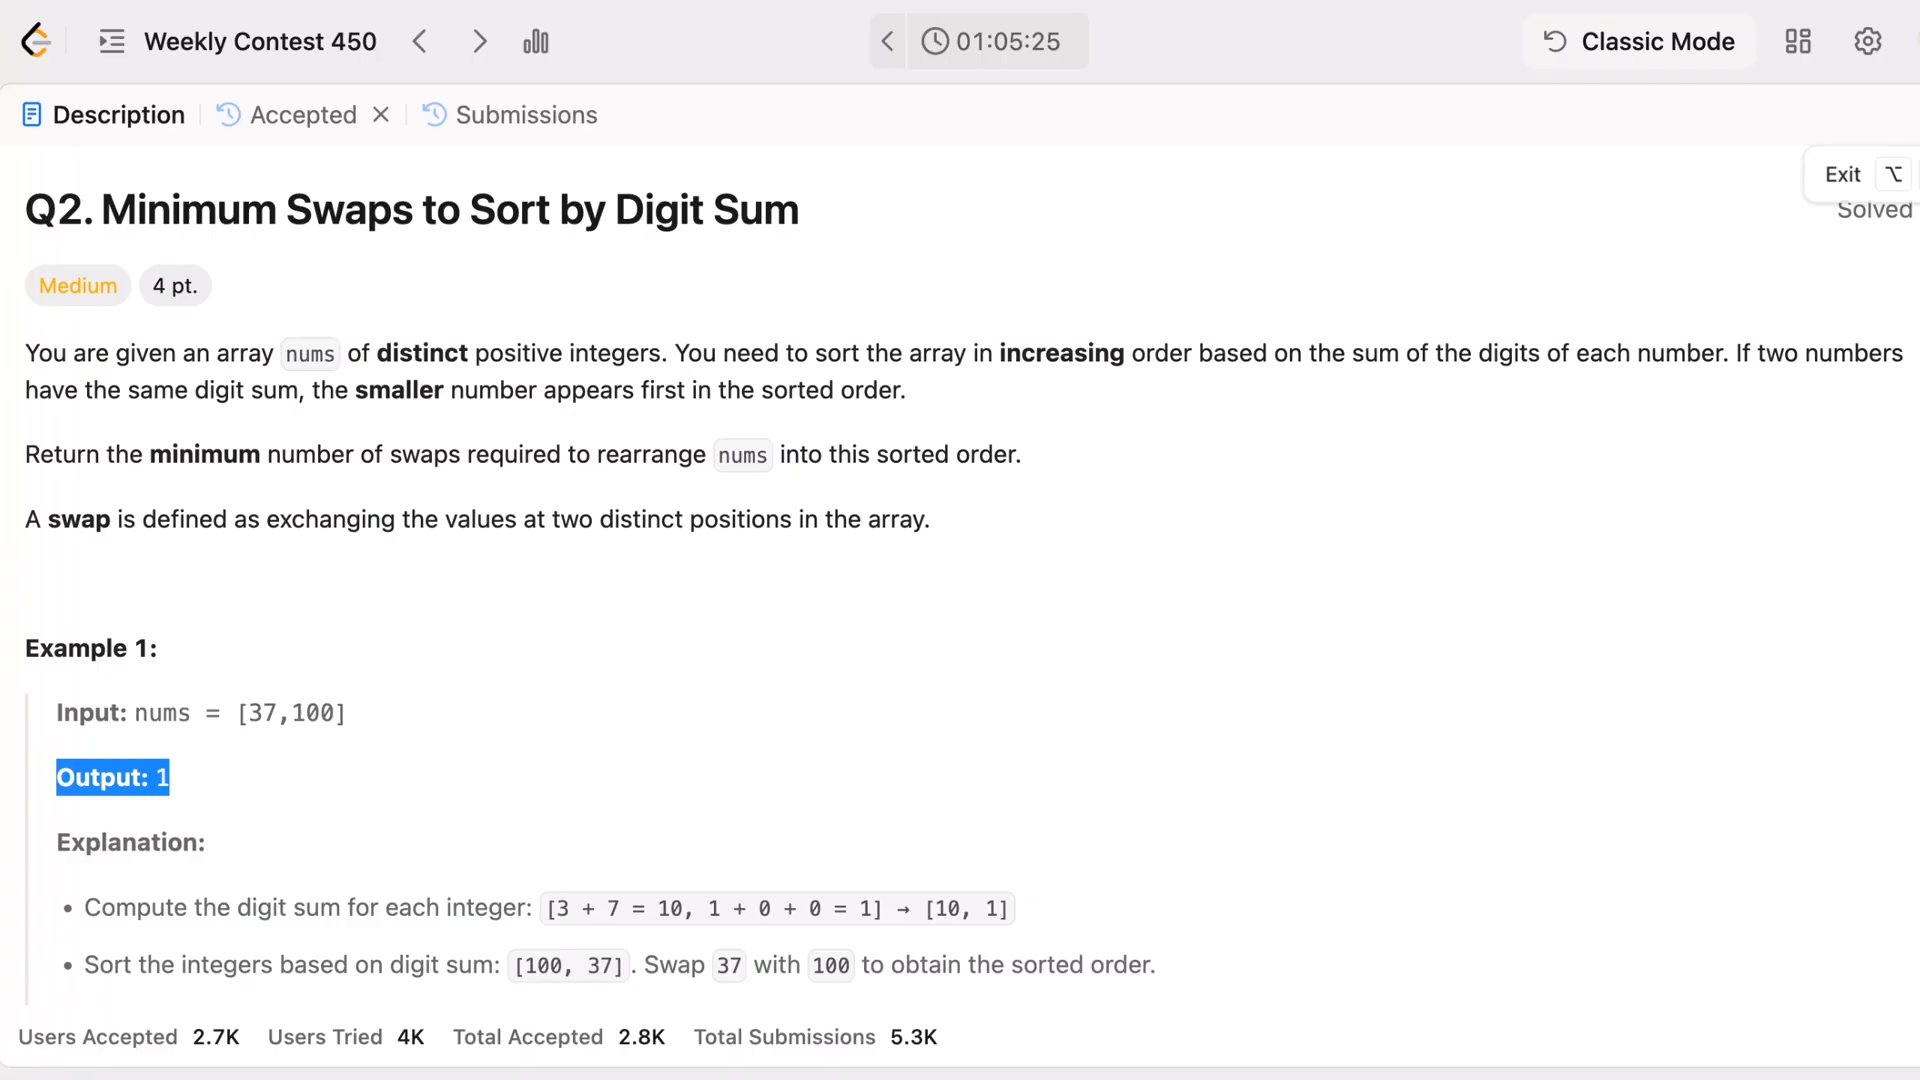 Weekly Contest 450
01:05:25
Classic Mode
Description
Accepted
Submissions
Exit ⌥
Q2. Minimum Swaps to Sort by Digit Sum
Solved
Medium 4 pt.
You are given an array nums of distinct positive integers. You need to sort the array in increasing order based on the sum of the digits of each number. If two numbers
have the same digit sum, the smaller number appears first in the sorted order.
Return the minimum number of swaps required to rearrange nums into this sorted order.
A swap is defined as exchanging the values at two distinct positions in the array.
Example 1:
Input: nums = [37,100]
Output: 1
Explanation:
• Compute the digit sum for each integer: [3 + 7 = 10, 1 + 0 + 0 = 1] → [10, 1]
• Sort the integers based on digit sum: [100, 37]. Swap 37 with 100 to obtain the sorted order.
Users Accepted 2.7K Users Tried 4K Total Accepted 2.8K Total Submissions 5.3K